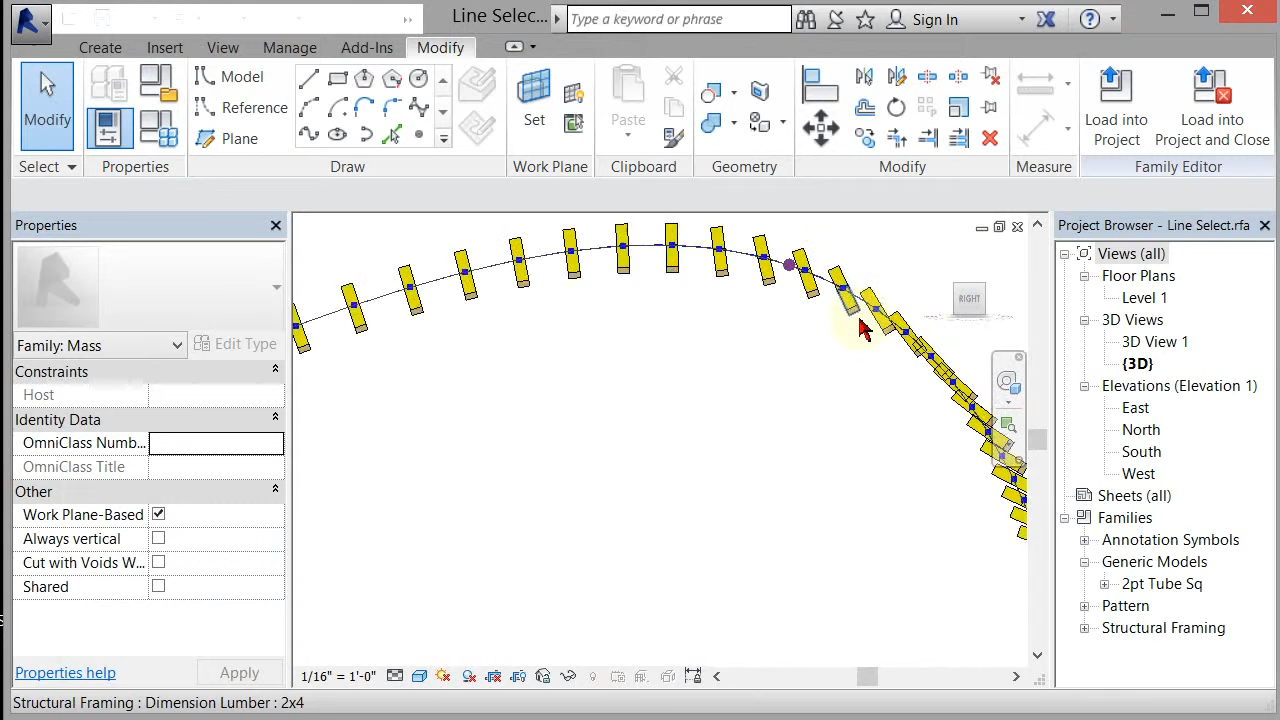 Line Selec...
Type a keyword or phrase
Sign In
Create
Insert
View
Manage
Add-Ins
Modify
Modify
Select
Properties
Model
Reference
Plane
Draw
Set
Work Plane
Paste
Clipboard
Geometry
Modify
Measure
Load into
Project
Load into
Project and Close
Family Editor
Properties
Family: Mass
Edit Type
Constraints
Host
Identity Data
OmniClass Numb...
OmniClass Title
Other
Work Plane-Based
Always vertical
Cut with Voids W...
Shared
Properties help
Apply
RIGHT
1/16" = 1'-0"
Project Browser - Line Select.rfa
Views (all)
Floor Plans
Level 1
3D Views
3D View 1
{3D}
Elevations (Elevation 1)
East
North
South
West
Sheets (all)
Families
Annotation Symbols
Generic Models
2pt Tube Sq
Pattern
Structural Framing
Structural Framing : Dimension Lumber : 2x4